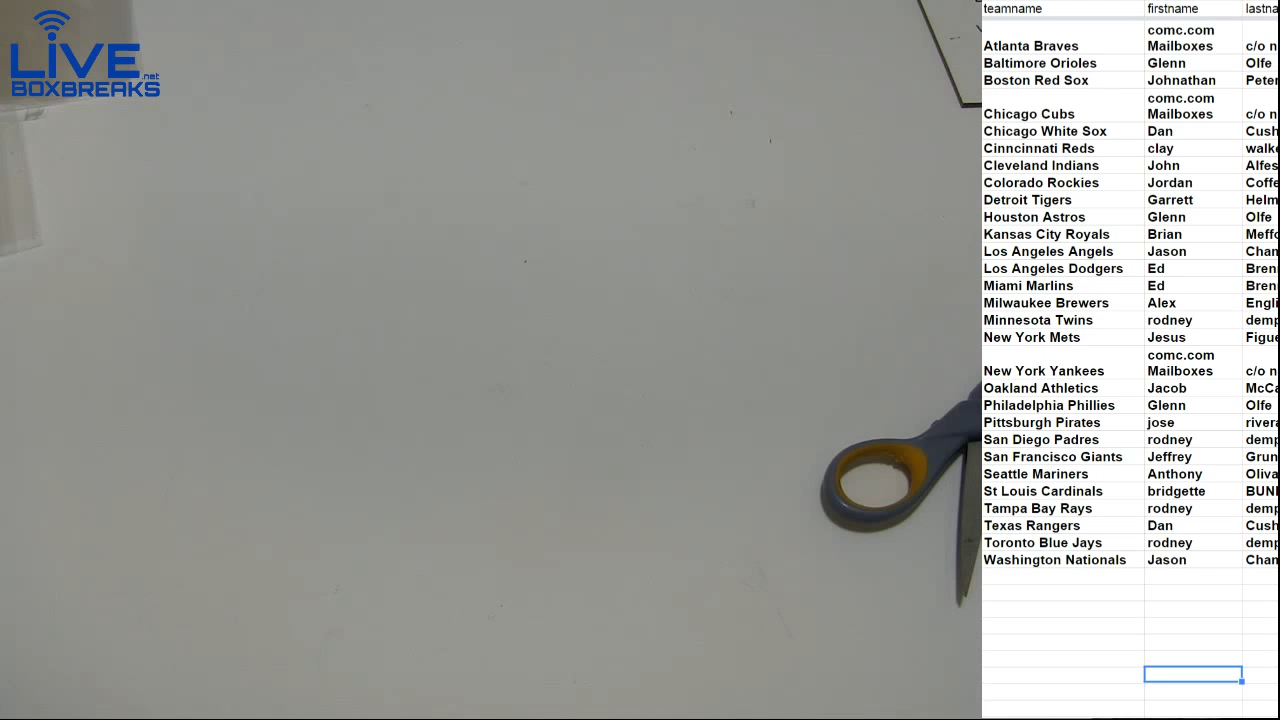 LIVE
.net
BOXBREAKS
teamname firstname lastna
comc.com
Atlanta Braves Mailboxes c/o n
Baltimore Orioles Glenn Olfe
Boston Red Sox Johnathan Peter
comc.com
Chicago Cubs Mailboxes c/o n
Chicago White Sox Dan Cush
Cinncinnati Reds clay walke
Cleveland Indians John Alfes
Colorado Rockies Jordan Coffe
Detroit Tigers Garrett Helm
Houston Astros Glenn Olfe
Kansas City Royals Brian Meffo
Los Angeles Angels Jason Chan
Los Angeles Dodgers Ed Bren
Miami Marlins Ed Bren
Milwaukee Brewers Alex Engli
Minnesota Twins rodney demp
New York Mets Jesus Figue
comc.com
New York Yankees Mailboxes c/o n
Oakland Athletics Jacob McCa
Philadelphia Phillies Glenn Olfe
Pittsburgh Pirates jose rivera
San Diego Padres rodney demp
San Francisco Giants Jeffrey Grun
Seattle Mariners Anthony Oliva
St Louis Cardinals bridgette BUNI
Tampa Bay Rays rodney demp
Texas Rangers Dan Cush
Toronto Blue Jays rodney demp
Washington Nationals Jason Chan